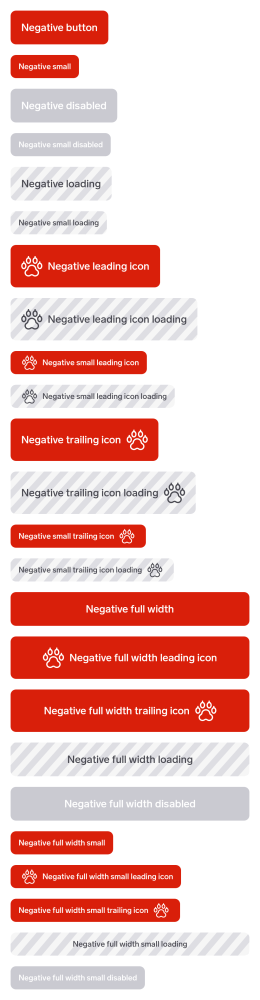 Negative button
Negative small
Negative disabled
Negative small disabled
Negative loading
Negative small loading
Negative leading icon
Negative leading icon loading
Negative small leading icon
Negative small leading icon loading
Negative trailing icon
Negative trailing icon loading
Negative small trailing icon
Negative small trailing icon loading
Negative full width
Negative full width leading icon
Negative full width trailing icon
Negative full width loading
Negative full width disabled
Negative full width small
Negative full width small leading icon
Negative full width small trailing icon
Negative full width small loading
Negative full width small disabled